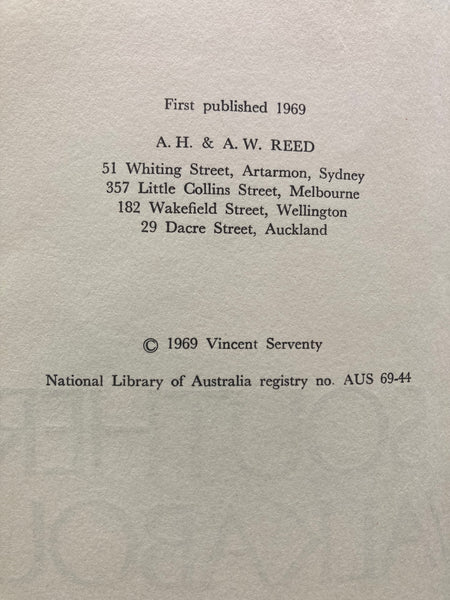 First published 1969
A. H. & A. W. REED
51 Whiting Street, Artarmon, Sydney
357 Little Collins Street, Melbourne
182 Wakefield Street, Wellington
29 Dacre Street, Auckland
© 1969 Vincent Serventy
National Library of Australia registry no. AUS 69-44